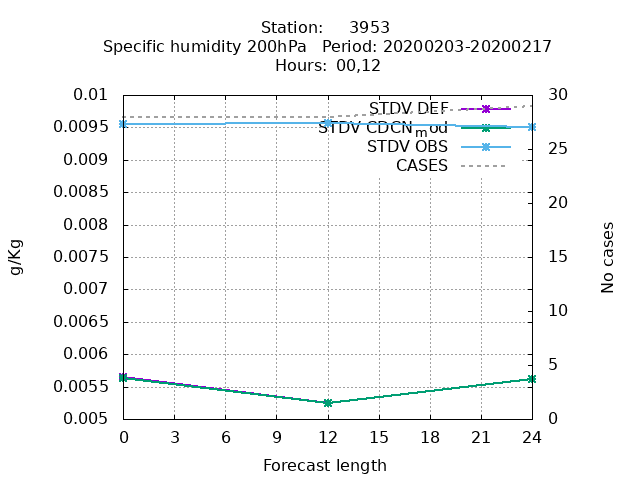 Station: 3953
Specific humidity 200hPa Period: 20200203-20200217
Hours: 00,12
0.01
0.0095
0.009
0.0085
0.008
0.0075
0.007
0.0065
0.006
0.0055
0.005
g/Kg
STDV DEF
STDV CDCN_mod
STDV OBS
CASES
30
25
20
15
10
5
0
No cases
0 3 6 9 12 15 18 21 24
Forecast length